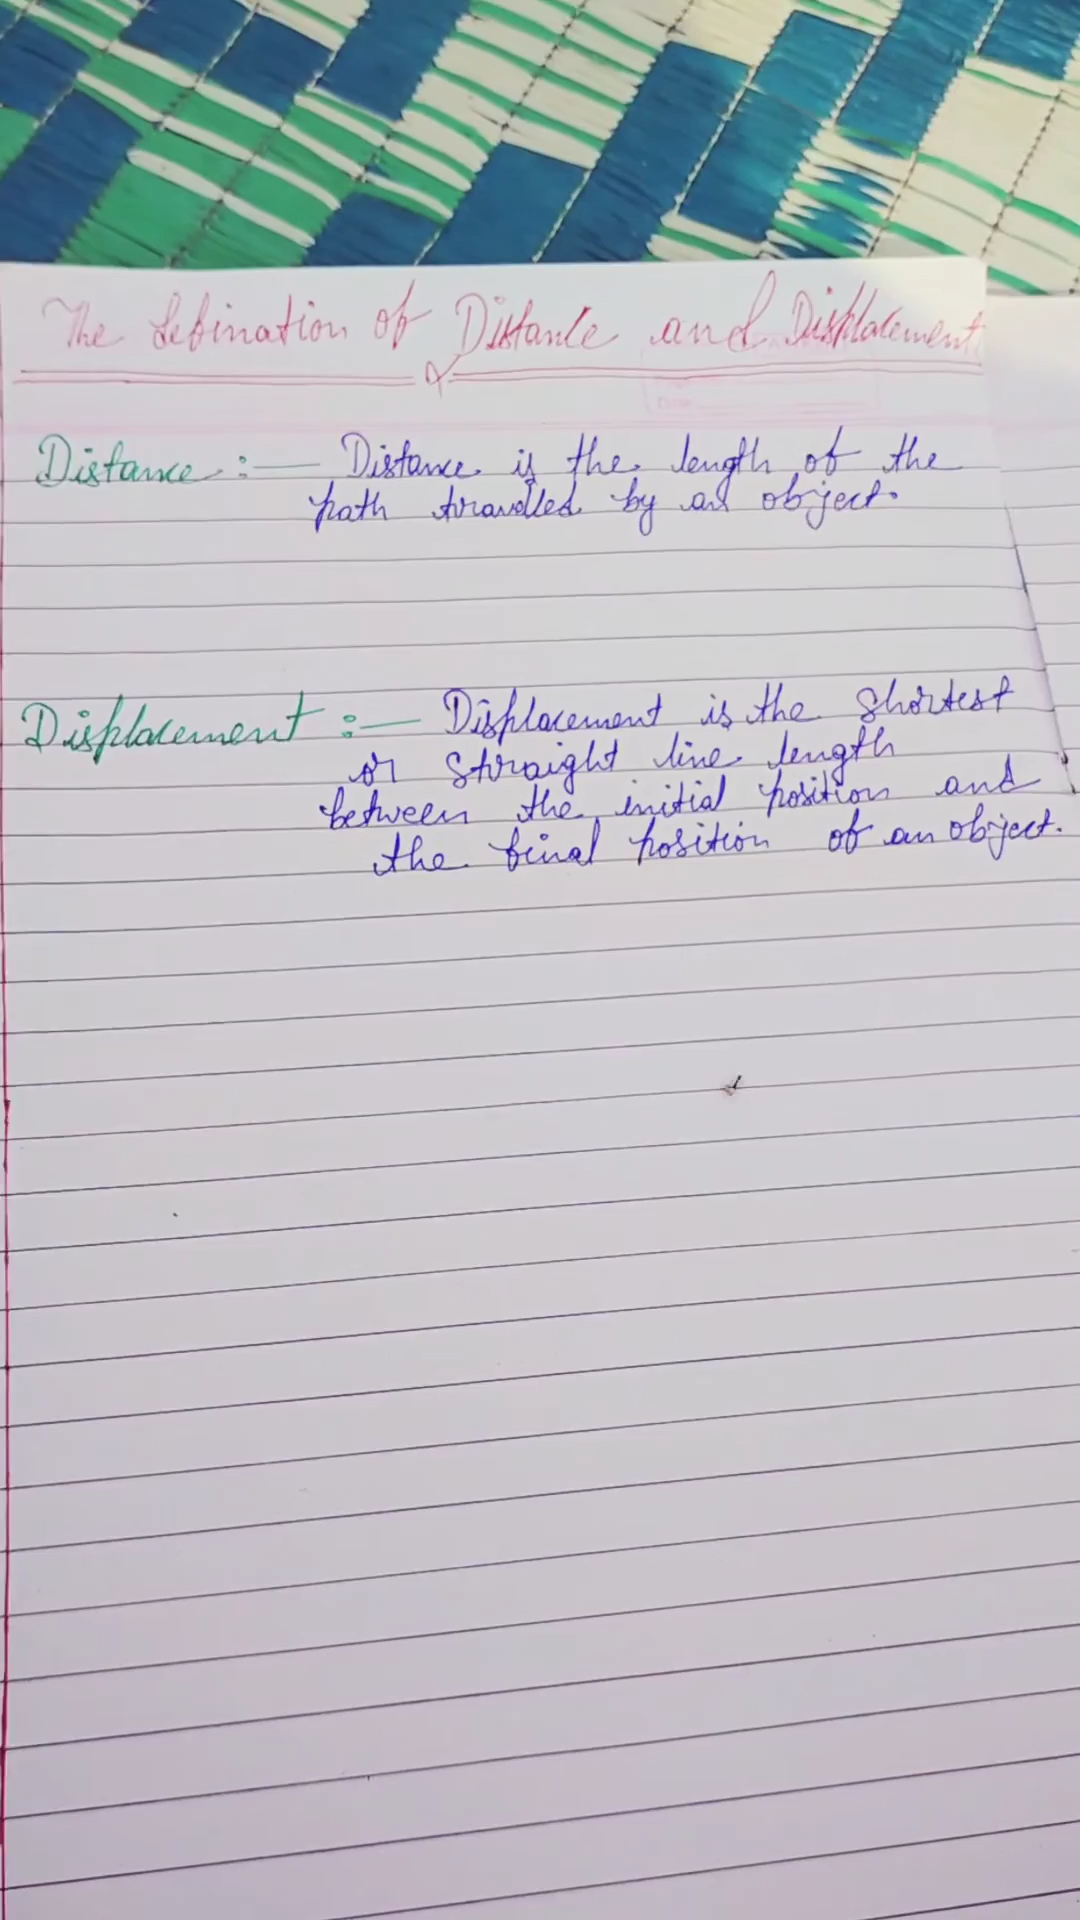 The Defination of Distance and Displacement
Distance :— Distance is the length of the
path travelled by an object.
Displacement :— Displacement is the shortest
or straight line length
between the initial position and
the final position of an object.